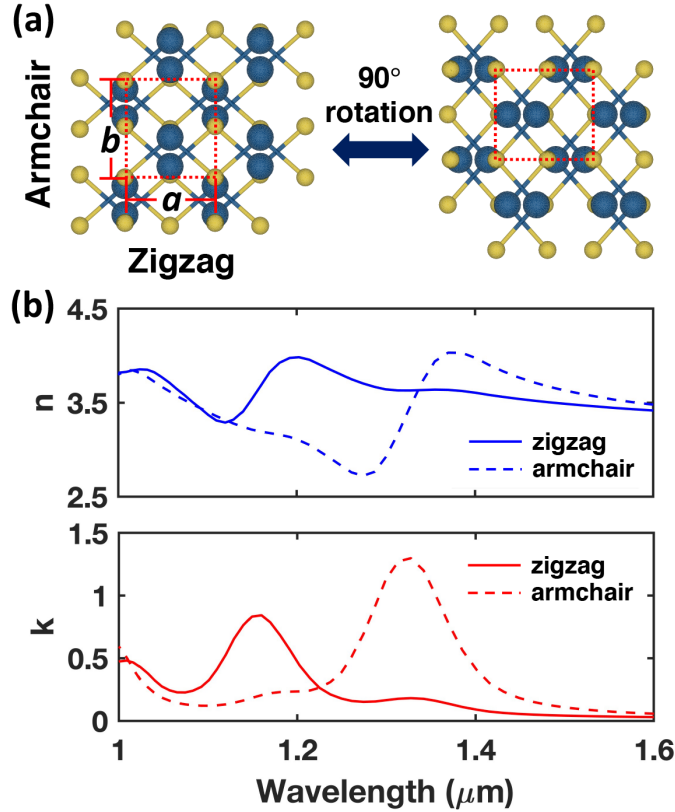 (a)
Armchair
b
a
Zigzag
90°
rotation
(b)
4.5
3.5
2.5
n
zigzag
armchair
1.5
1
0.5
0
k
zigzag
armchair
1
1.2
1.4
1.6
Wavelength (μm)